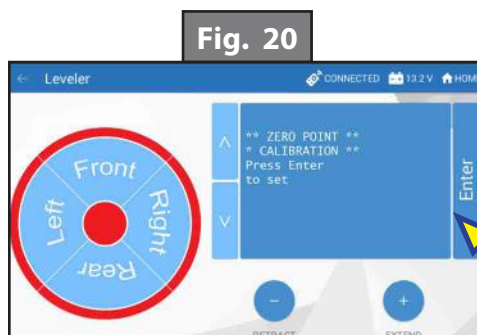 Fig. 20
← Leveler CONNECTED 13.2 V HOME
** ZERO POINT **
* CALIBRATION **
Press Enter
to set
Enter
Front
Left
Right
Rear
RETRACT
EXTEND